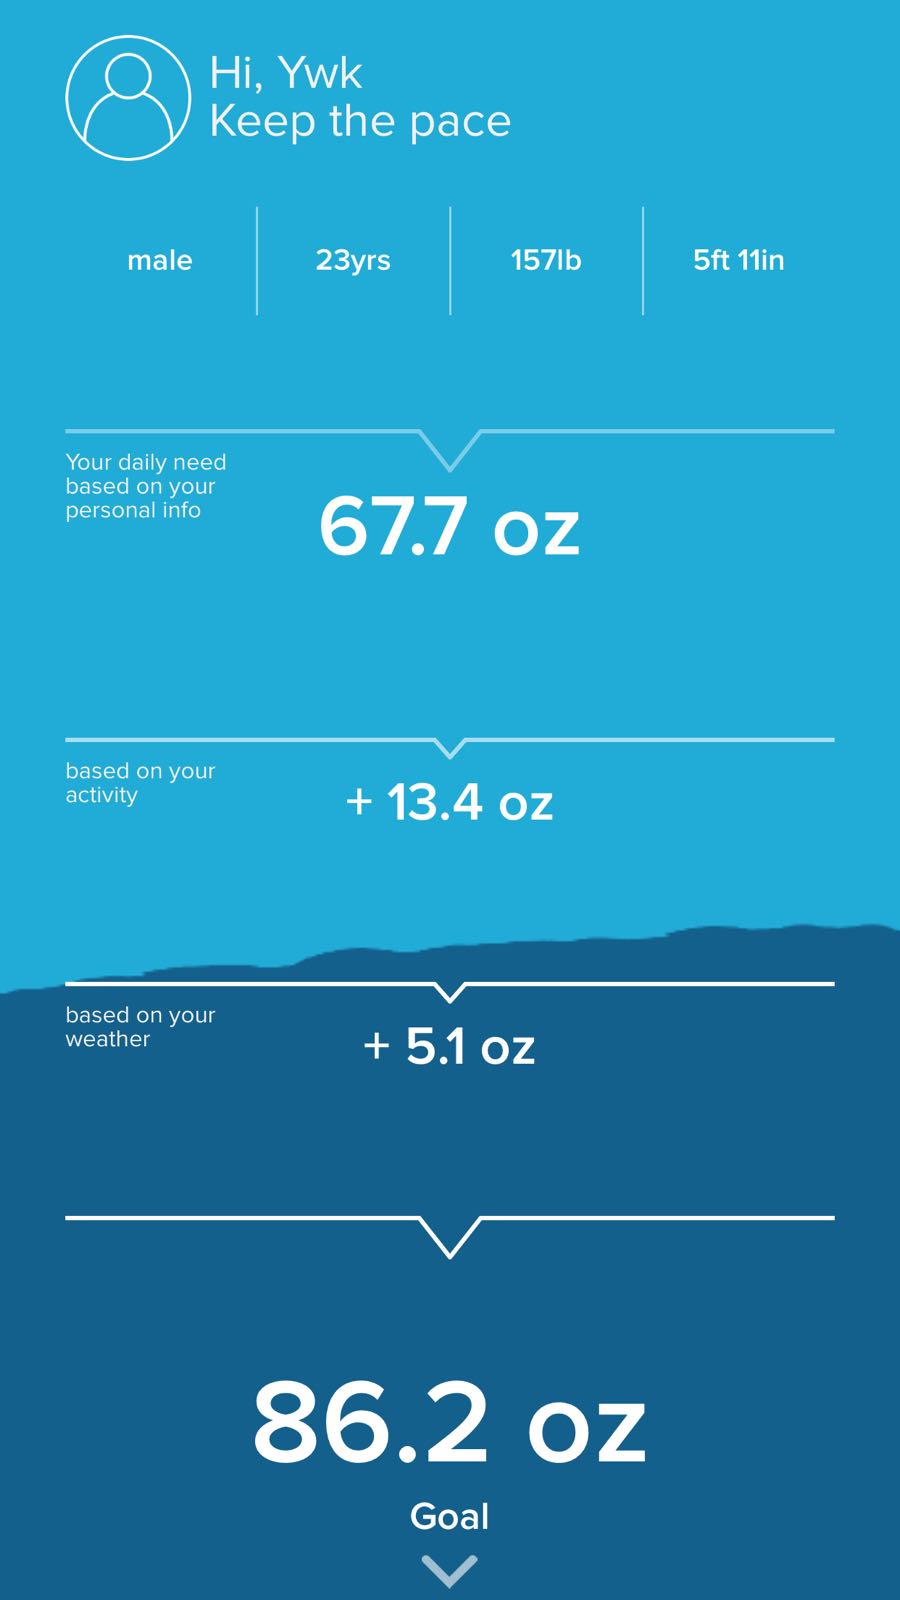 Hi, Ywk
Keep the pace
male
23yrs
157lb
5ft 11in
Your daily need
based on your
personal info
67.7 oz
based on your
activity
+ 13.4 oz
based on your
weather
+ 5.1 oz
86.2 oz
Goal